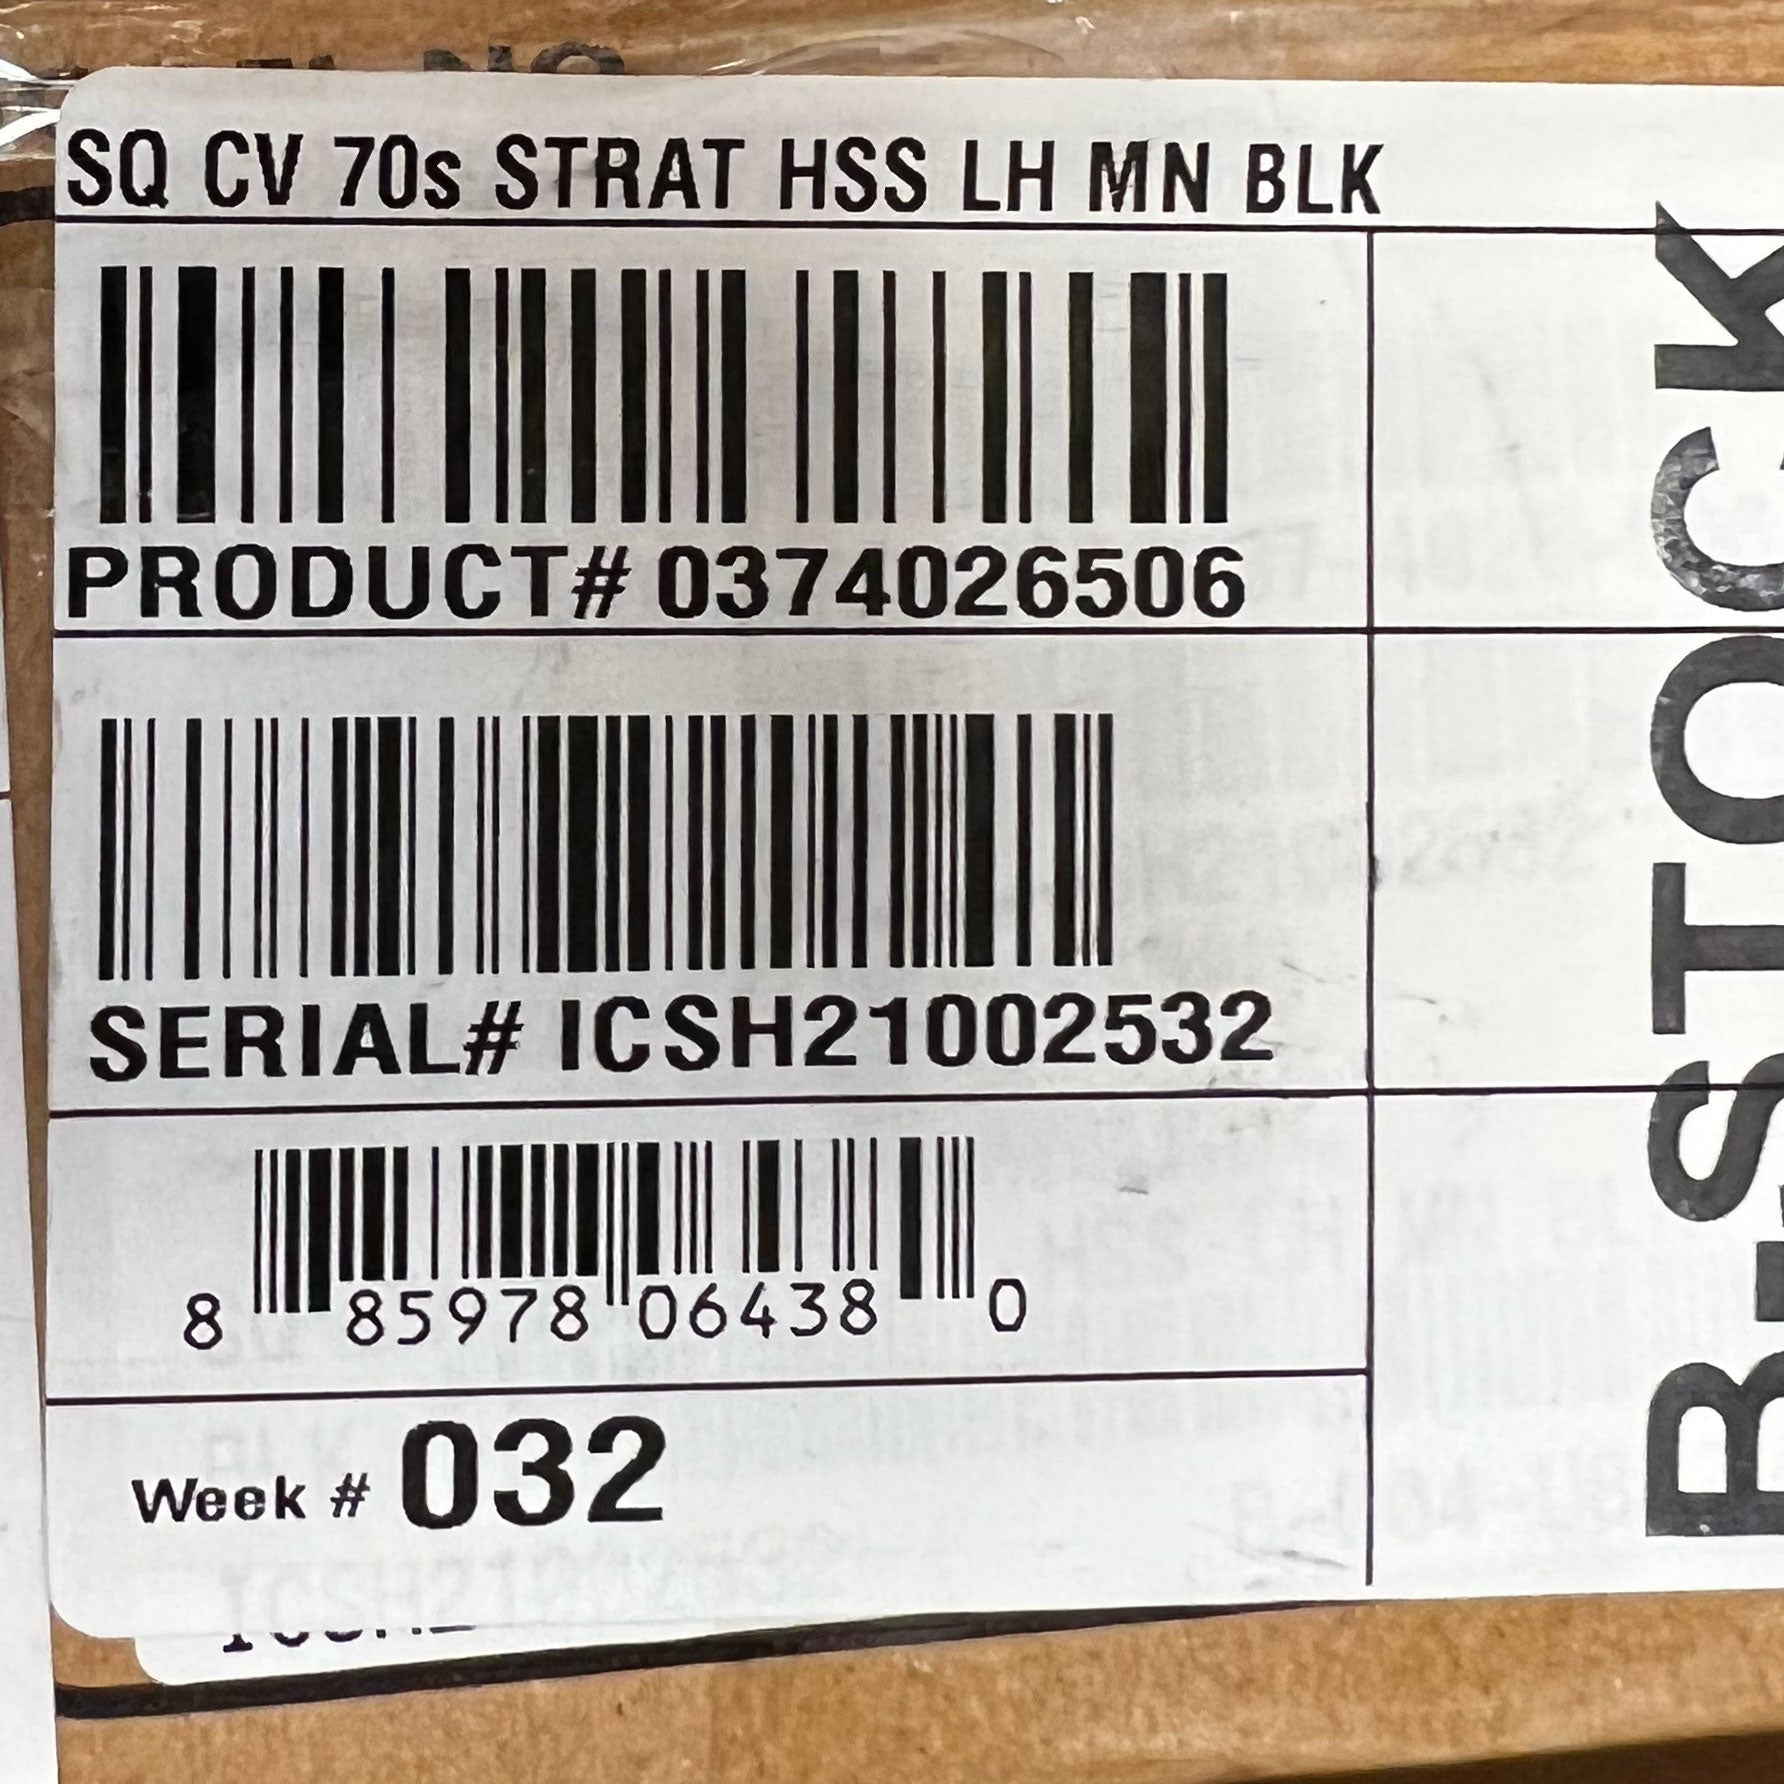 NO
SQ CV 70s STRAT HSS LH MN BLK
PRODUCT# 0374026506
SERIAL# ICSH21002532
8 85978 06438 0
Week # 032
B-STOCK